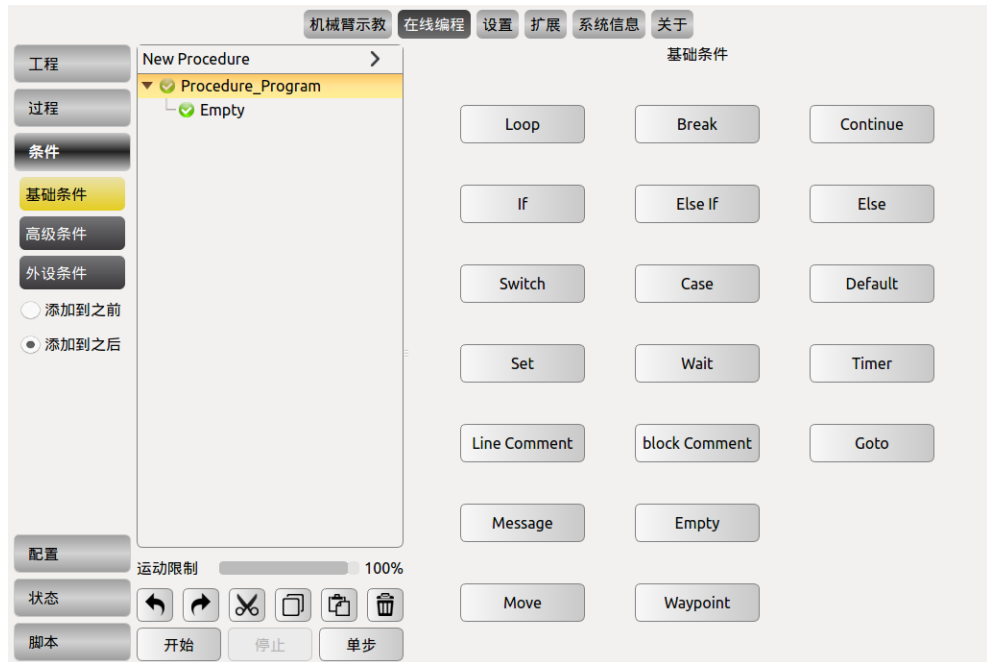 机械臂示教 在线编程 设置 扩展 系统信息 关于
工程
过程
条件
基础条件
高级条件
外设条件
添加到之前
添加到之后
配置
状态
脚本
New Procedure
Procedure_Program
Empty
运动限制 100%
开始 停止 单步
基础条件
Loop Break Continue
If Else If Else
Switch Case Default
Set Wait Timer
Line Comment block Comment Goto
Message Empty
Move Waypoint